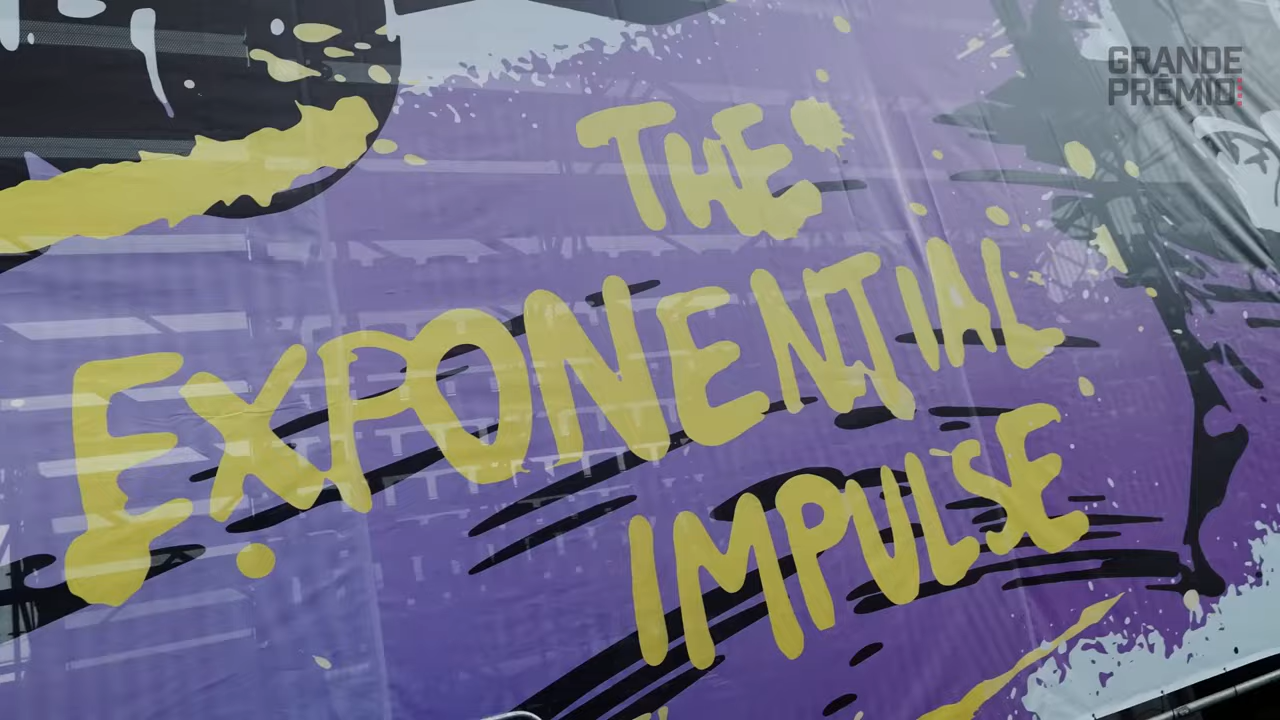 THE
EXPONENTIAL
IMPULSE
GRANDE
PRÊMIO